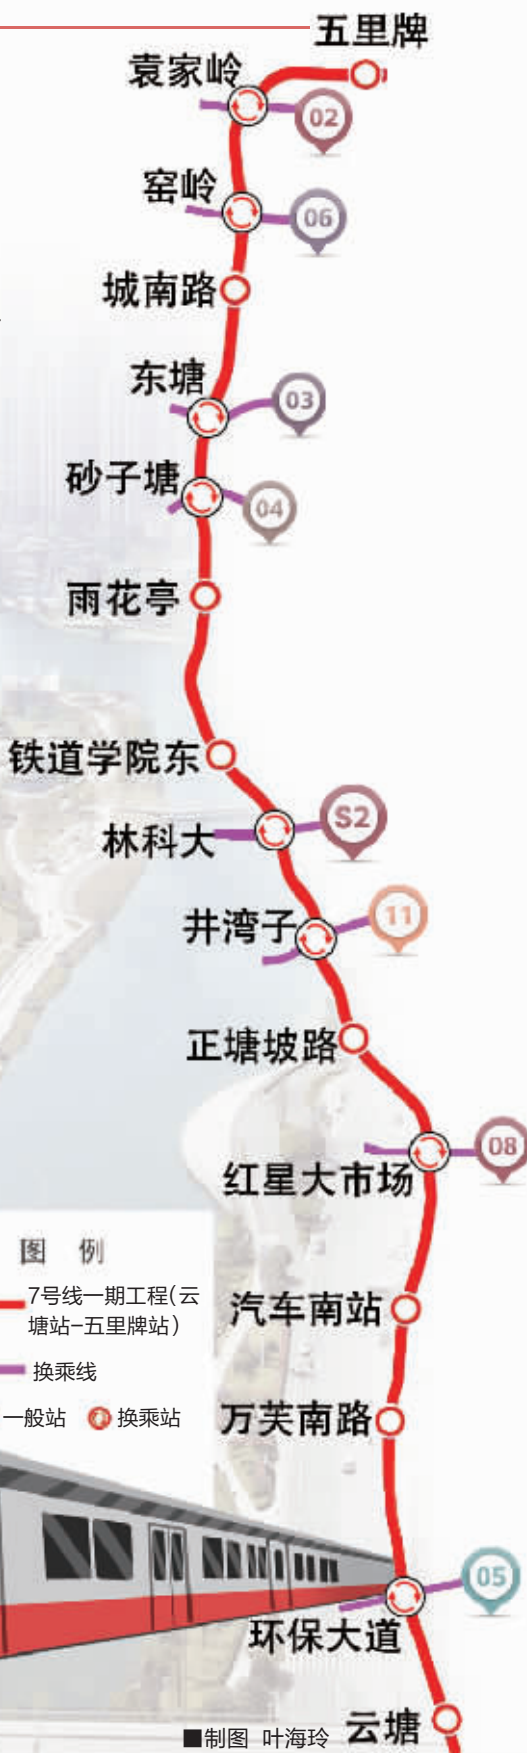 五里牌
袁家岭
02
窑岭
06
城南路
东塘
03
砂子塘
04
雨花亭
铁道学院东
林科大
S2
井湾子
11
正塘坡路
红星大市场
08
图 例
7号线一期工程(云
塘站-五里牌站)
换乘线
一般站 换乘站
汽车南站
万芙南路
05
环保大道
云塘
■制图 叶海玲